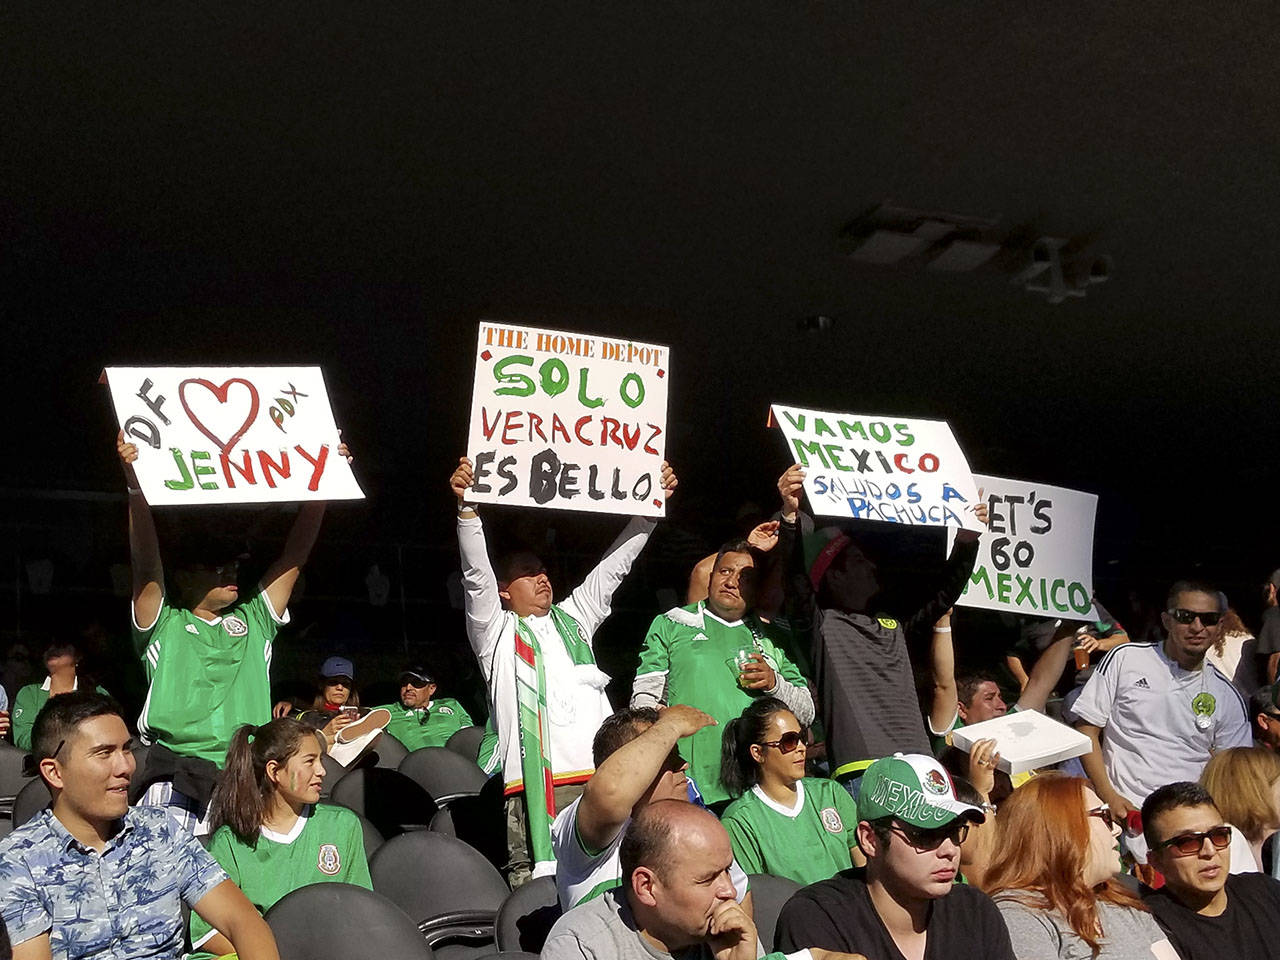 DF ♥ PDX
JENNY
THE HOME DEPOT
SOLO
VERACRUZ
ES BELLO
VAMOS
MEXICO
SALUDOS A
PACHUCA
LET'S
GO
MEXICO
MEXICO